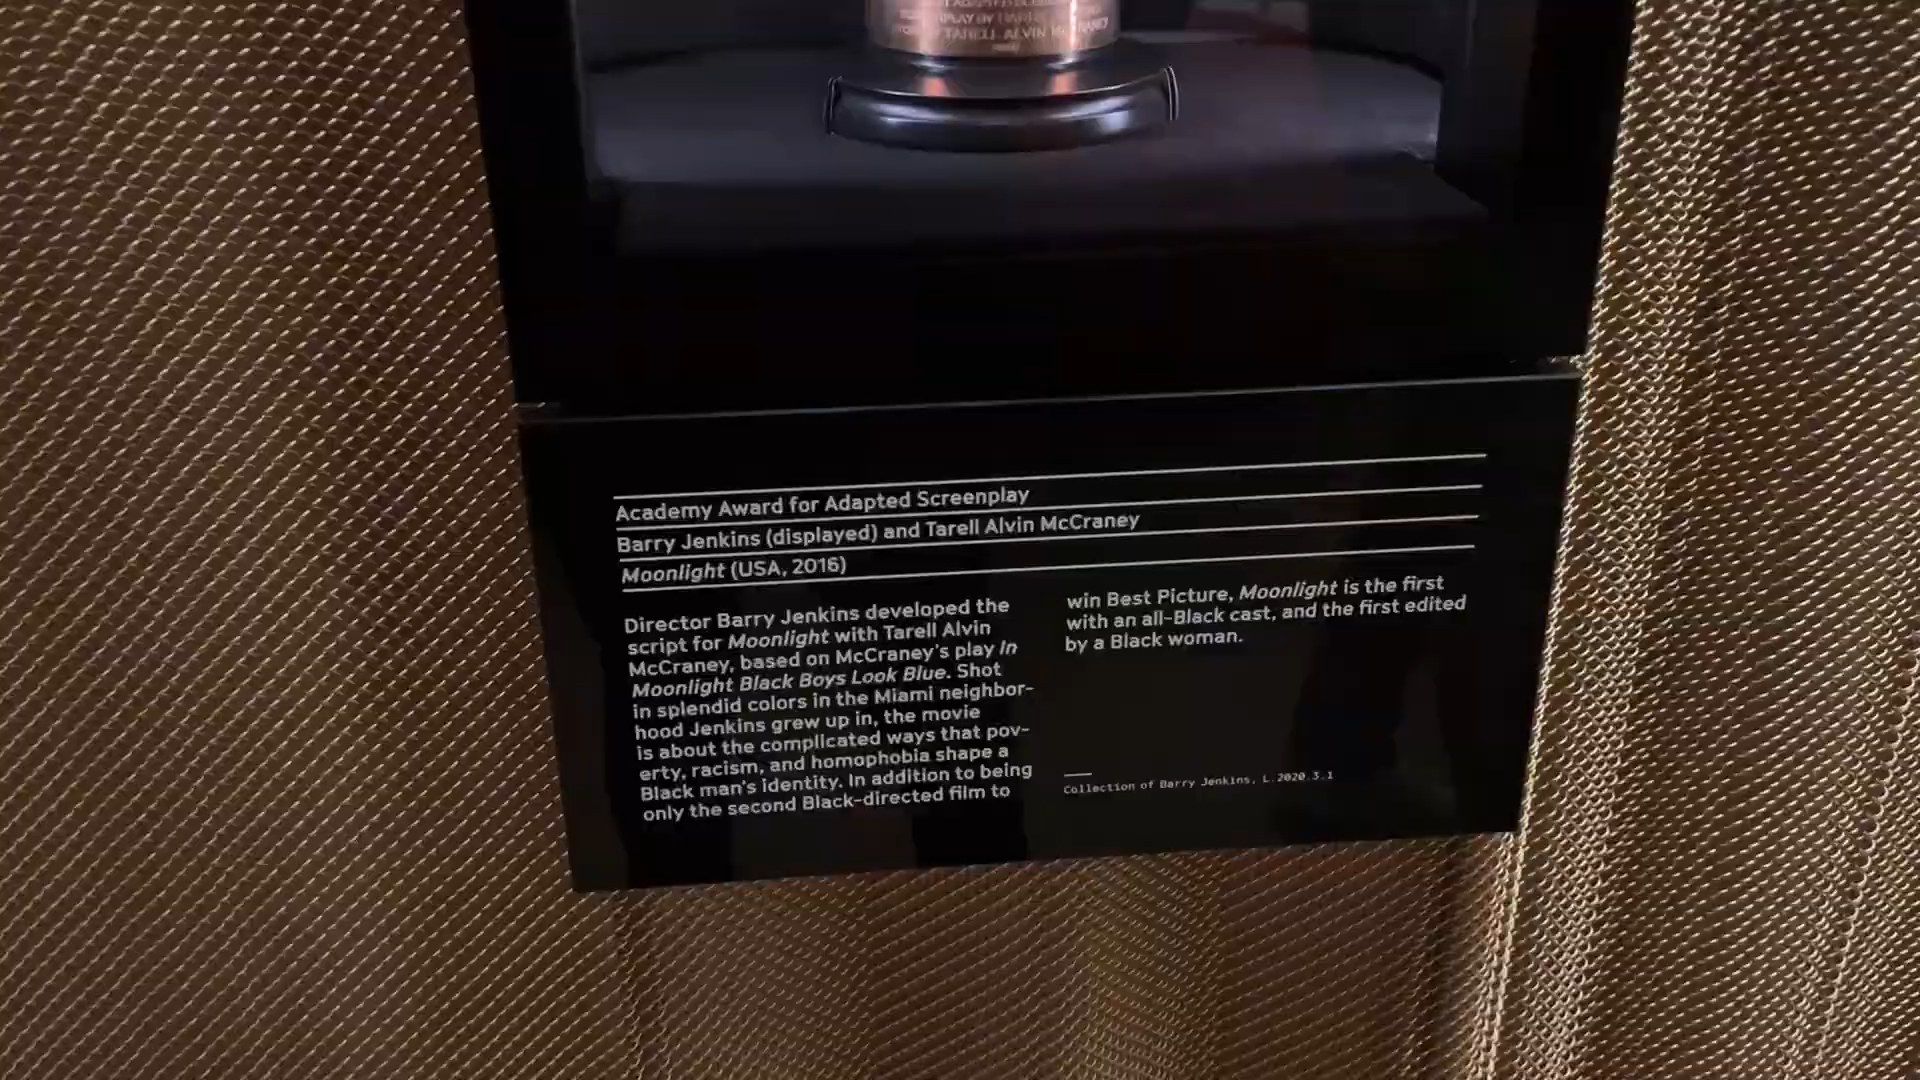 PLAY BY
TARELL ALVIN
Academy Award for Adapted Screenplay
Barry Jenkins (displayed) and Tarell Alvin McCraney
Moonlight (USA, 2016)
Director Barry Jenkins developed the
script for Moonlight with Tarell Alvin
McCraney, based on McCraney's play In
Moonlight Black Boys Look Blue. Shot
in splendid colors in the Miami neighbor-
hood Jenkins grew up in, the movie
is about the complicated ways that pov-
erty, racism, and homophobia shape a
Black man's identity. In addition to being
only the second Black-directed film to
win Best Picture, Moonlight is the first
with an all-Black cast, and the first edited
by a Black woman.
Collection of Barry Jenkins, L.2020.3.1